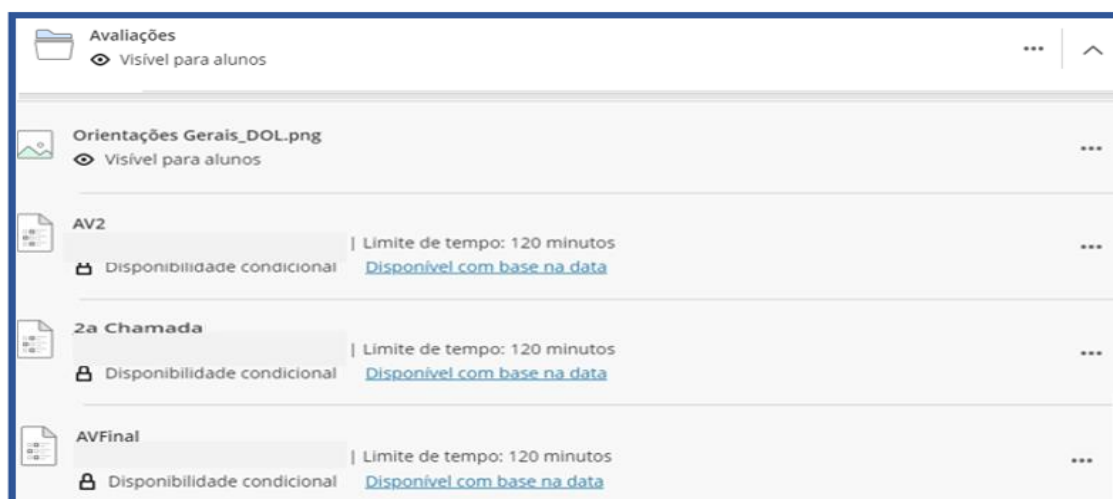 Avaliações
Visível para alunos
Orientações Gerais_DOL.png
Visível para alunos
AV2
| Limite de tempo: 120 minutos
Disponibilidade condicional Disponível com base na data
2a Chamada
| Limite de tempo: 120 minutos
Disponibilidade condicional Disponível com base na data
AVFinal
| Limite de tempo: 120 minutos
Disponibilidade condicional Disponível com base na data